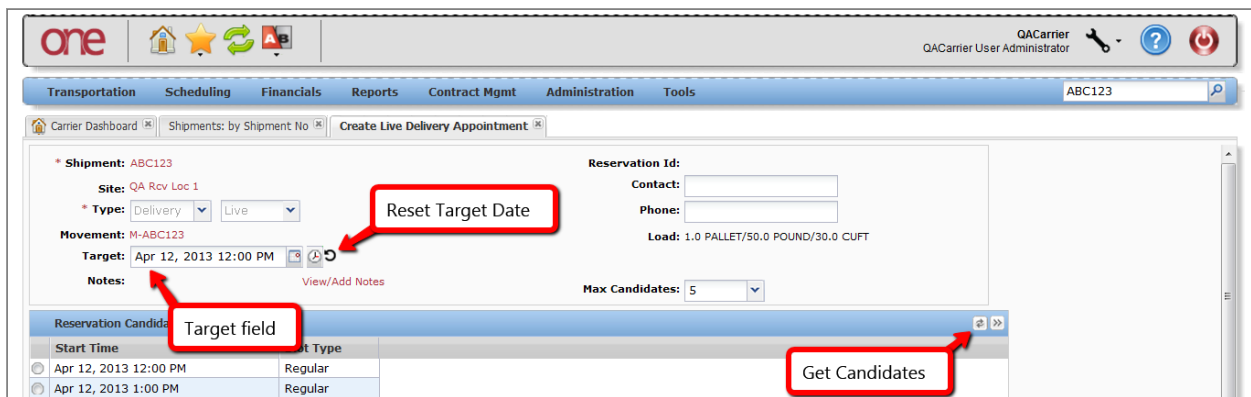 one
A B
QACarrier
QACarrier User Administrator
?
Transportation Scheduling Financials Reports Contract Mgmt Administration Tools ABC123
Carrier Dashboard Shipments: by Shipment No Create Live Delivery Appointment
* Shipment: ABC123 Reservation Id:
Site: QA Rcv Loc 1 Contact:
* Type: Delivery Live Reset Target Date Phone:
Movement: M-ABC123 Load: 1.0 PALLET/50.0 POUND/30.0 CUFT
Target: Apr 12, 2013 12:00 PM
Notes: View/Add Notes Max Candidates: 5
Reservation Candida Target field
Start Time ot Type Get Candidates
Apr 12, 2013 12:00 PM Regular
Apr 12, 2013 1:00 PM Regular